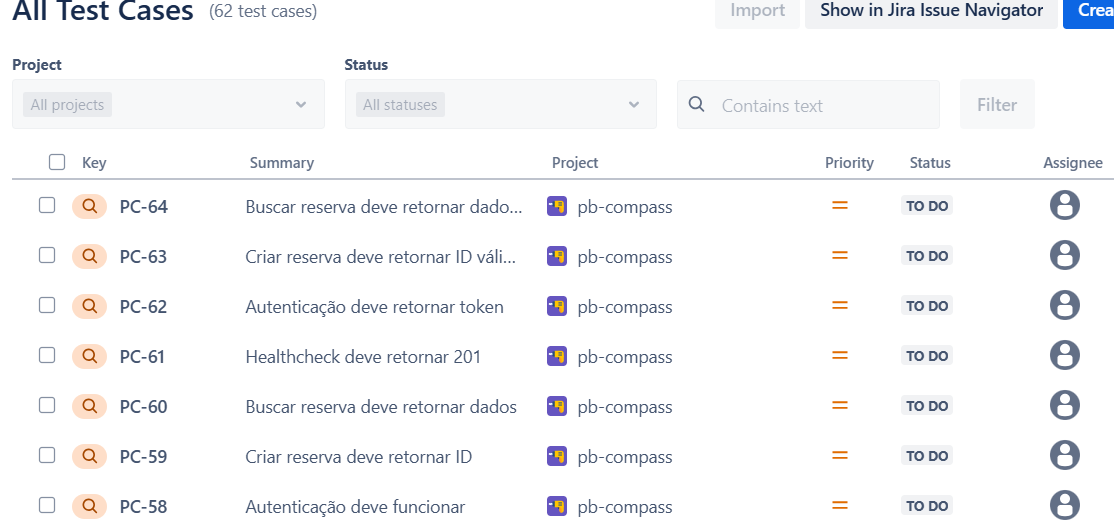 All Test Cases (62 test cases) Import Show in Jira Issue Navigator Crea
Project Status
All projects All statuses Contains text Filter
Key Summary Project Priority Status Assignee
PC-64 Buscar reserva deve retornar dado... pb-compass TO DO
PC-63 Criar reserva deve retornar ID váli... pb-compass TO DO
PC-62 Autenticação deve retornar token pb-compass TO DO
PC-61 Healthcheck deve retornar 201 pb-compass TO DO
PC-60 Buscar reserva deve retornar dados pb-compass TO DO
PC-59 Criar reserva deve retornar ID pb-compass TO DO
PC-58 Autenticação deve funcionar pb-compass TO DO